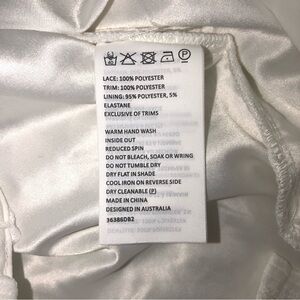 LACE: 100% POLYESTER
TRIM: 100% POLYESTER
LINING: 95% POLYESTER, 5%
ELASTANE
EXCLUSIVE OF TRIMS
WARM HAND WASH
INSIDE OUT
REDUCED SPIN
DO NOT BLEACH, SOAK OR WRING
DO NOT TUMBLE DRY
DRY FLAT IN SHADE
COOL IRON ON REVERSE SIDE
DRY CLEANABLE (P)
MADE IN CHINA
DESIGNED IN AUSTRALIA
36386DB2